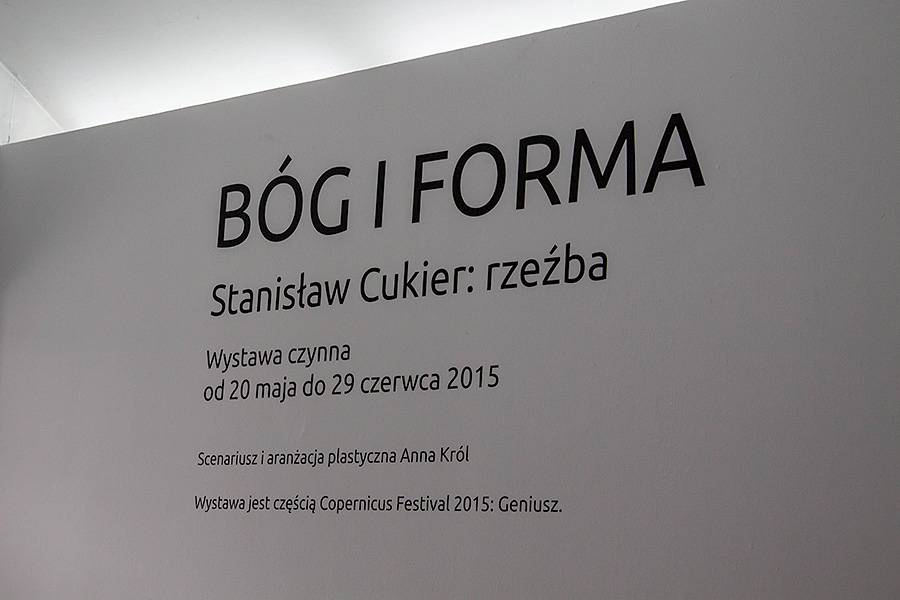 BÓG I FORMA
Stanisław Cukier: rzeźba
Wystawa czynna
od 20 maja do 29 czerwca 2015
Scenariusz i aranżacja plastyczna Anna Król
Wystawa jest częścią Copernicus Festival 2015: Geniusz.